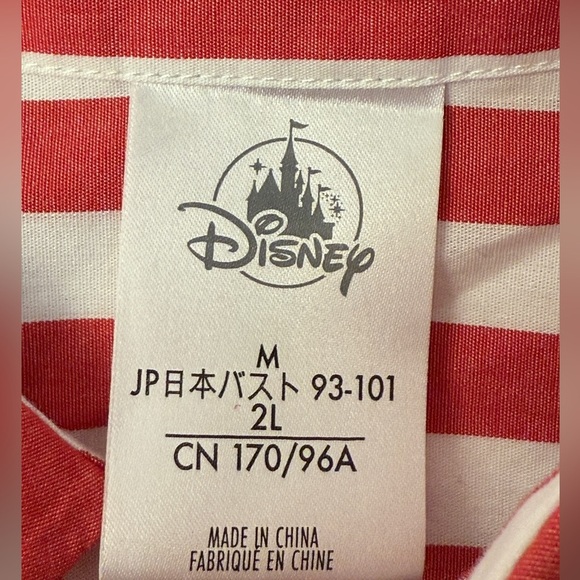 Disney
M
JP日本バスト 93-101
2L
CN 170/96A
MADE IN CHINA
FABRIQUÉ EN CHINE